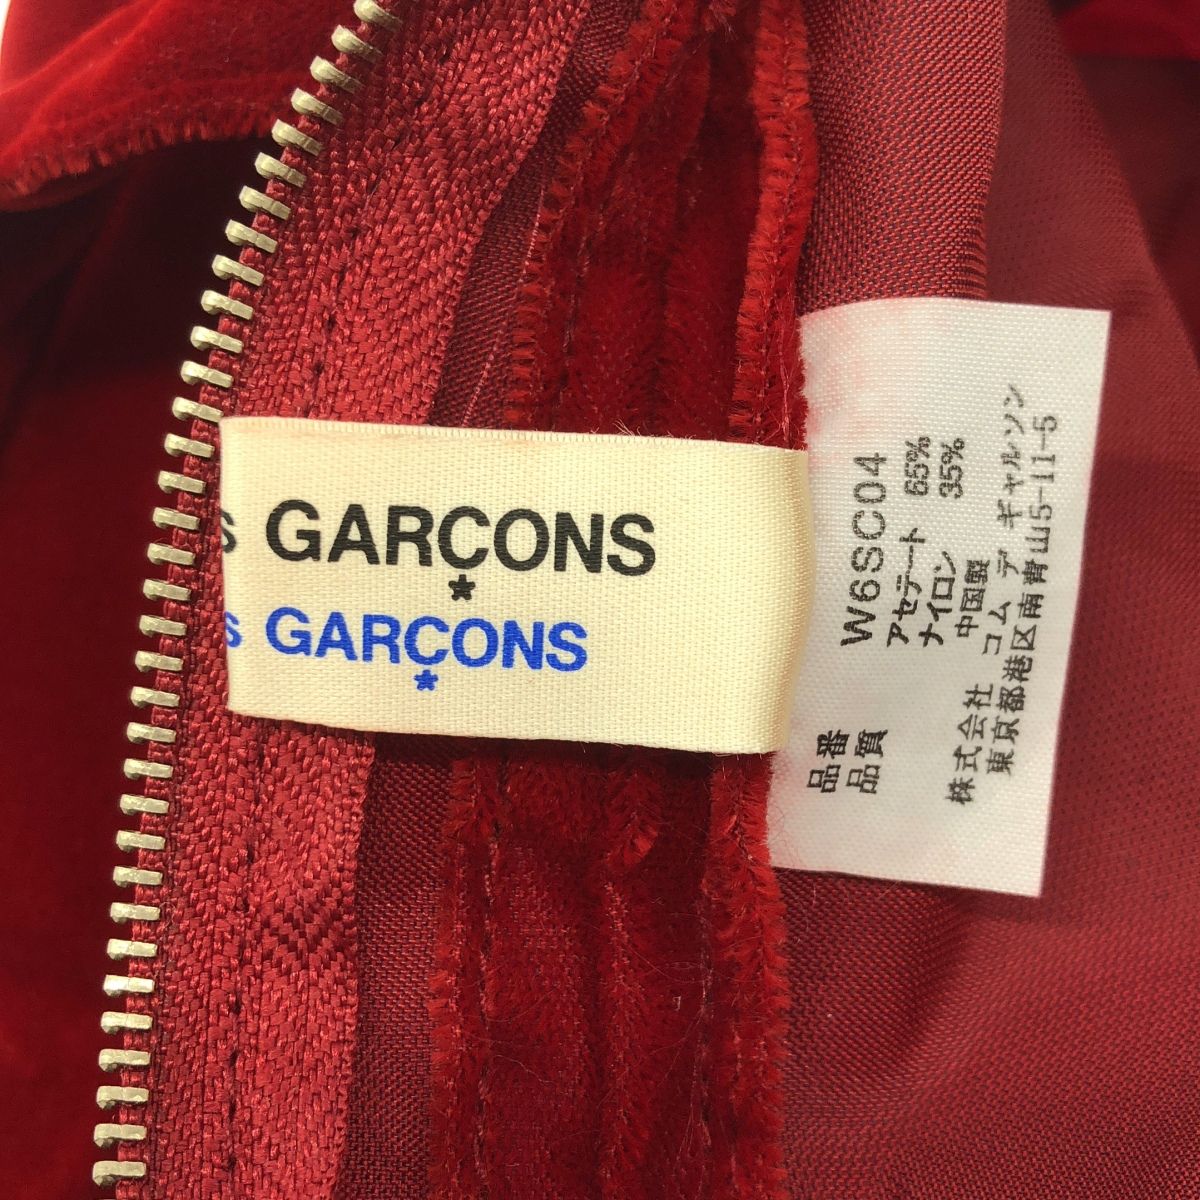 s GARÇONS
s GARÇONS
品番 W6SC04
品質 アセテート 65%
ナイロン 35%
中国製
株式会社 コム デ ギャルソン
東京都港区南青山5-11-5